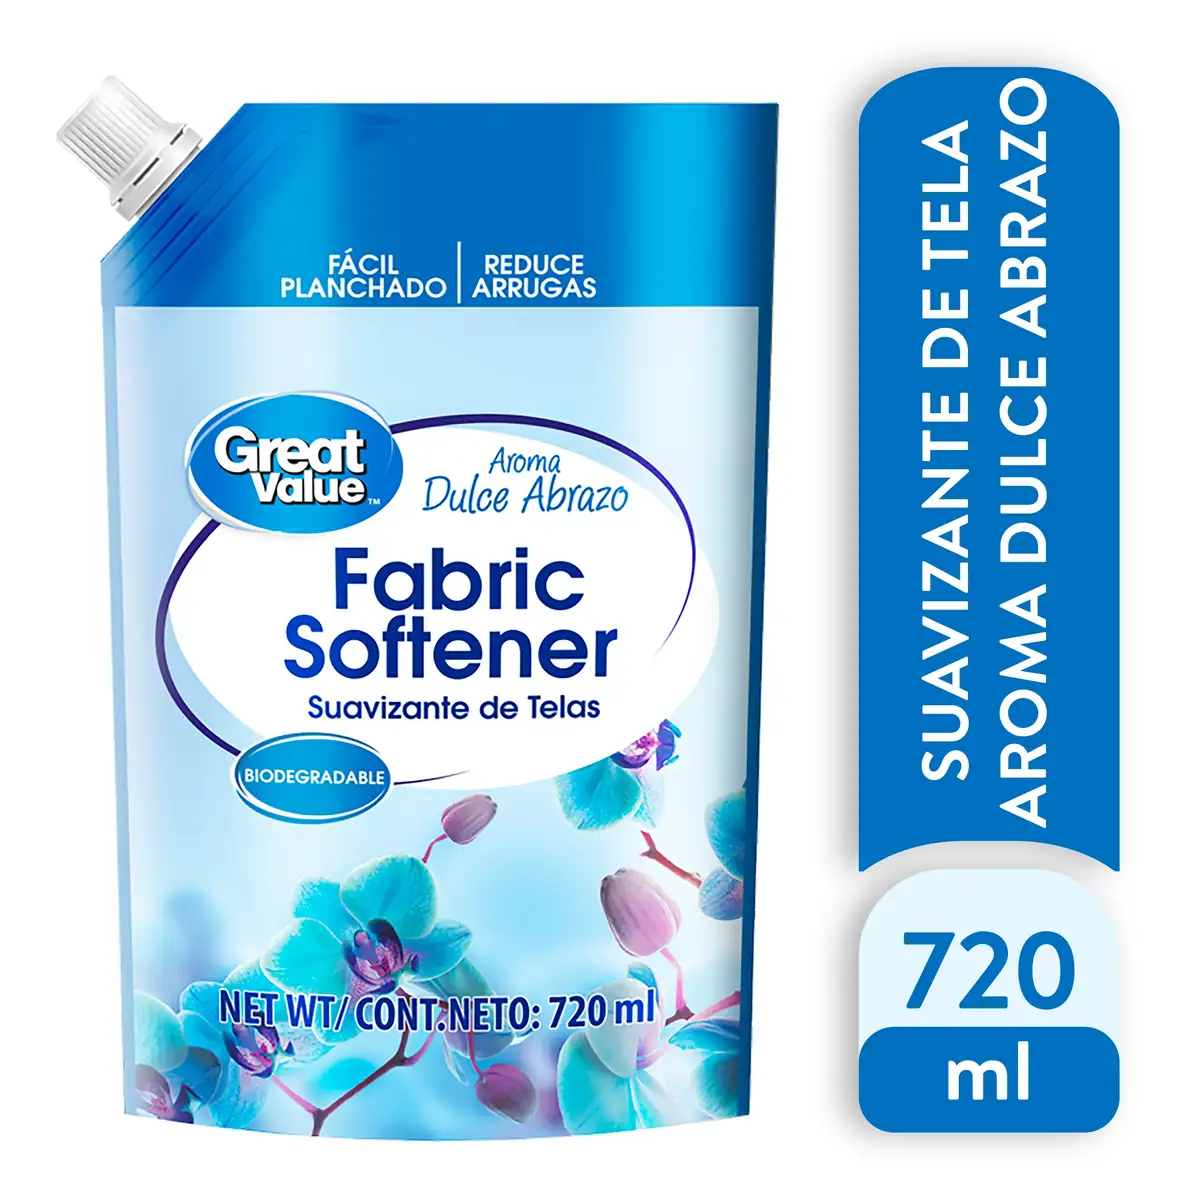 FÁCIL
PLANCHADO
REDUCE
ARRUGAS
Great
Value™
Aroma
Dulce Abrazo
Fabric
Softener
Suavizante de Telas
BIODEGRADABLE
NET WT/ CONT.NETO: 720 ml
SUAVIZANTE DE TELA
AROMA DULCE ABRAZO
720
ml